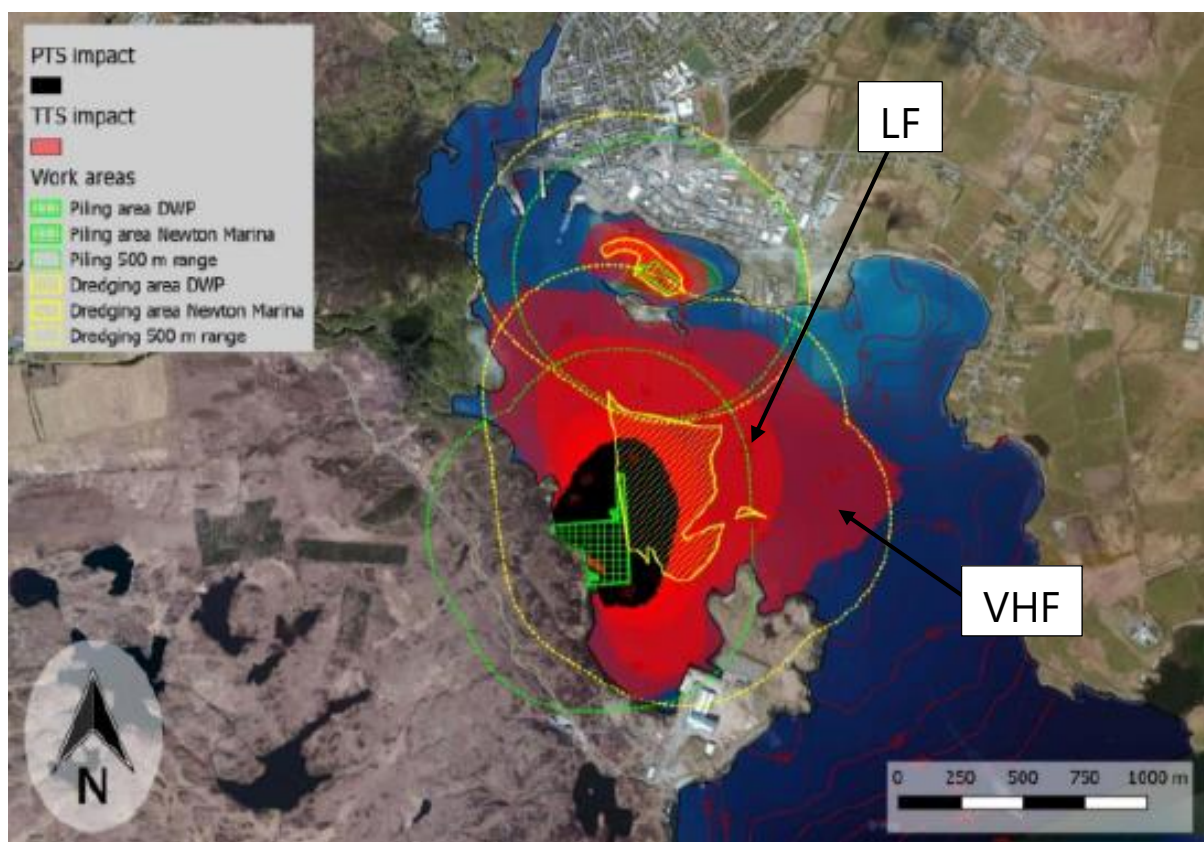 PTS impact
TTS impact
Work areas
Piling area DWP
Piling area Newton Marina
Piling 500 m range
Dredging area DWP
Dredging area Newton Marina
Dredging 500 m range
LF
VHF
N
0 250 500 750 1000 m